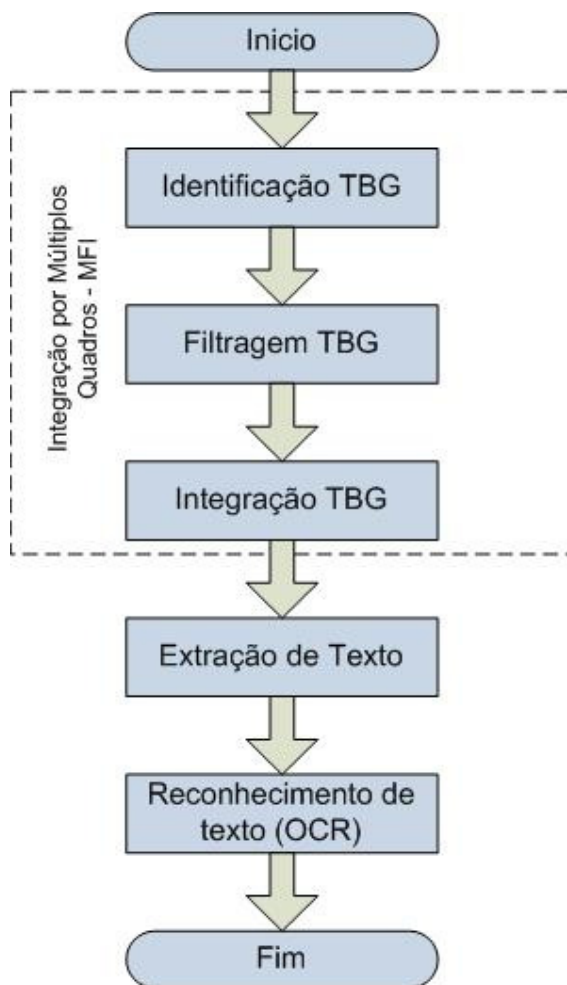 Inicio
Integração por Múltiplos
Quadros - MFI
Identificação TBG
Filtragem TBG
Integração TBG
Extração de Texto
Reconhecimento de
texto (OCR)
Fim